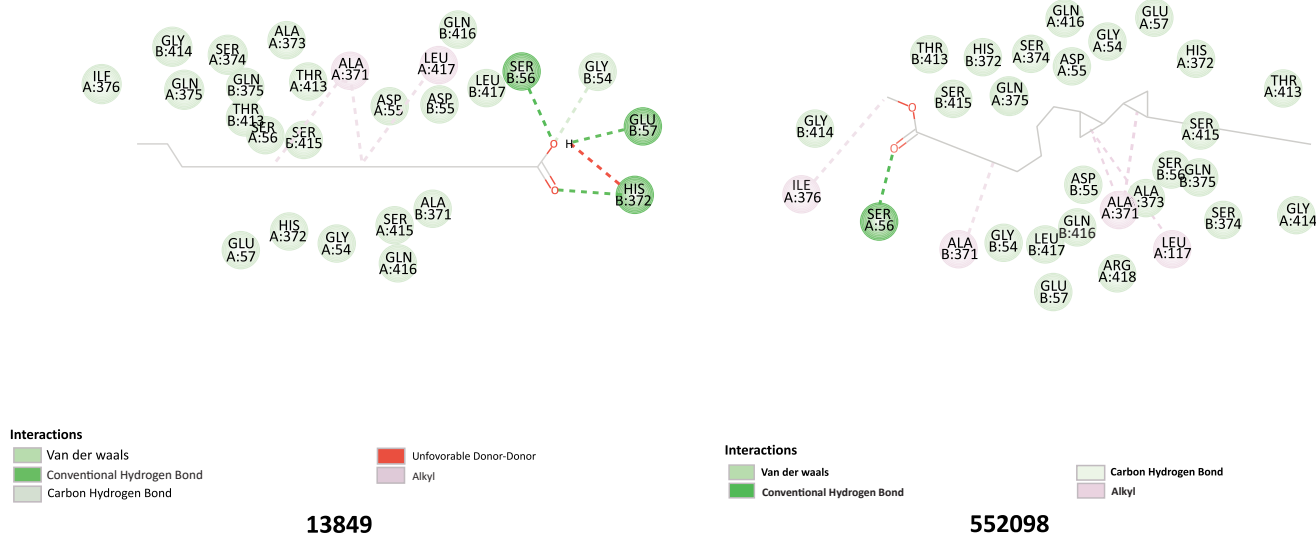 GLN
B:416
ALA
A:373
GLY
B:414
SER
A:374
LEU
A:417
ALA
A:371
SER
B:56
GLY
B:54
ILE
A:376
GLN
A:375
GLN
B:375
THR
A:413
LEU
B:417
ASP
A:55
ASP
B:55
THR
B:413
SER
A:56
SER
B:415
GLU
B:57
O
H
O
HIS
B:372
ALA
B:371
SER
A:415
HIS
A:372
GLY
A:54
GLU
A:57
GLN
A:416
Interactions
Van der waals
Conventional Hydrogen Bond
Carbon Hydrogen Bond
Unfovorable Donor-Donor
Alkyl
13849
GLN
A:416
GLU
A:57
THR
B:413
HIS
B:372
SER
A:374
GLY
A:54
ASP
A:55
HIS
A:372
THR
A:413
SER
B:415
GLN
A:375
O
GLY
B:414
SER
A:415
O
ILE
A:376
SER
B:56
GLN
B:375
ASP
B:55
ALA
A:373
ALA
A:371
SER
A:56
SER
B:374
GLY
A:414
GLN
B:416
ALA
B:371
GLY
B:54
LEU
B:417
LEU
A:117
ARG
A:418
GLU
B:57
Interactions
Van der waals
Conventional Hydrogen Bond
Carbon Hydrogen Bond
Alkyl
552098